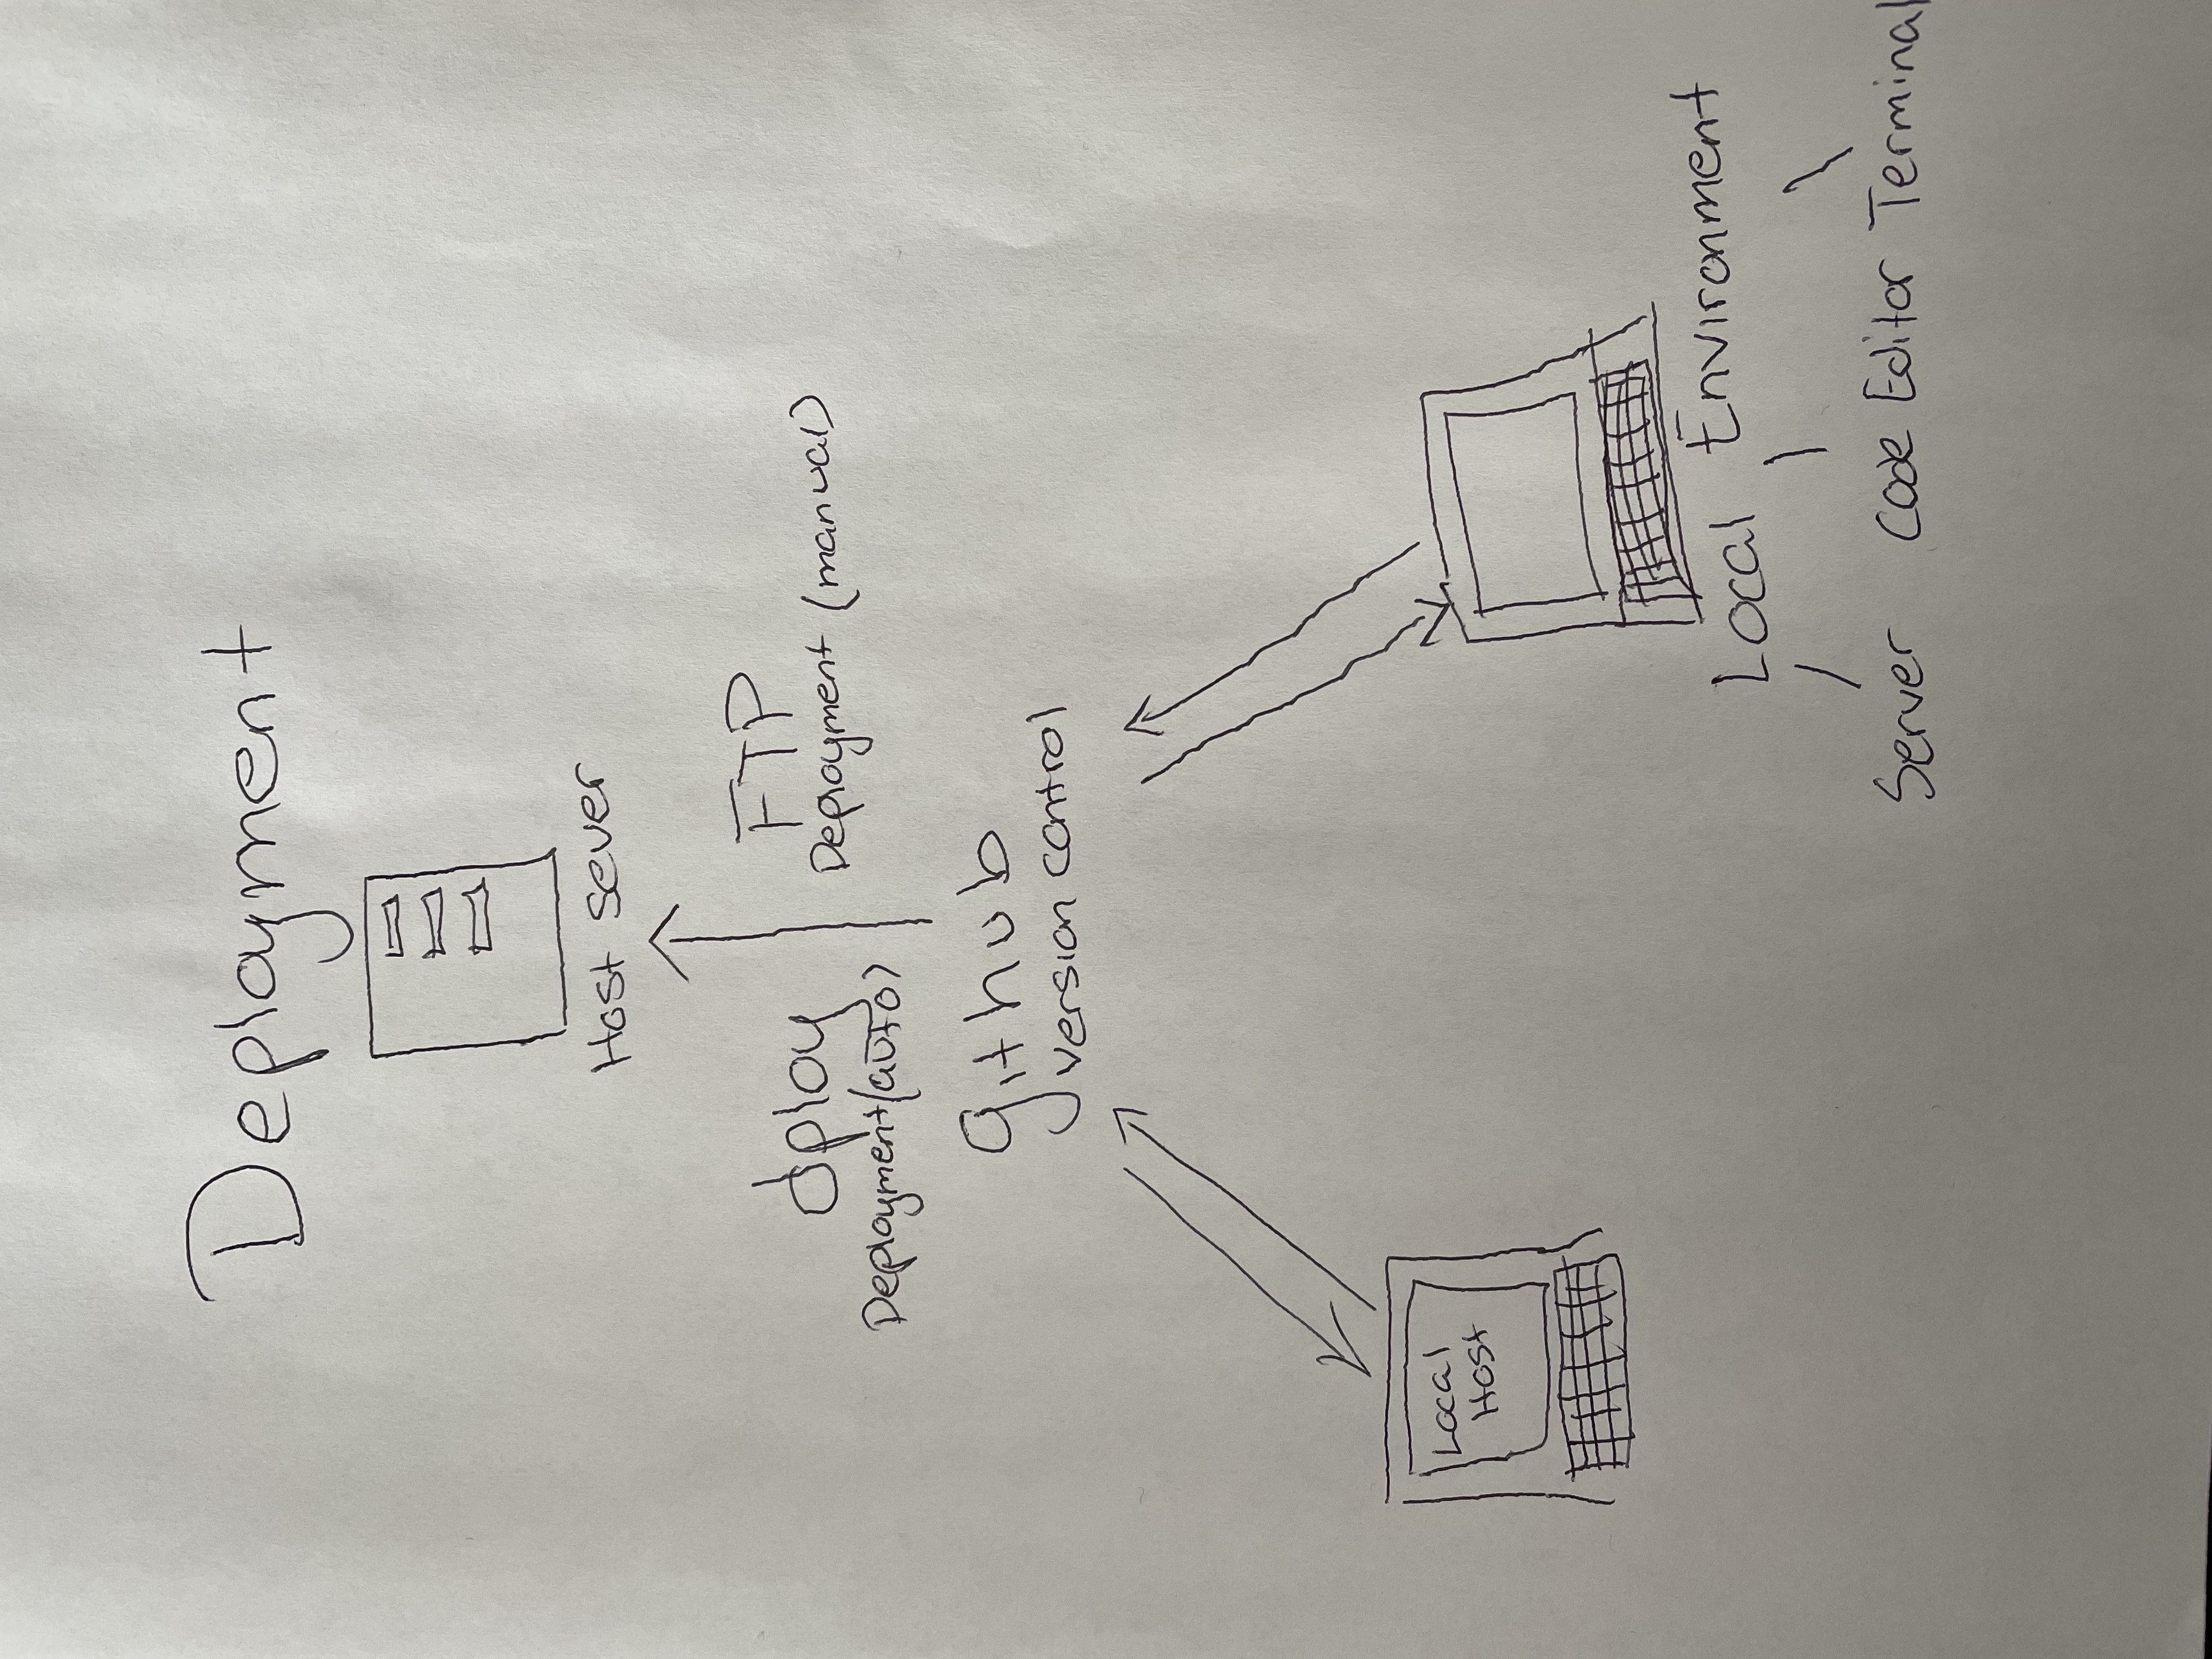 Deployment
Host sever
dploy
Deployment (auto)
FTP
Deployment (manual)
github
version control
Local
Host
Local Environment
Server Code Editor Terminal